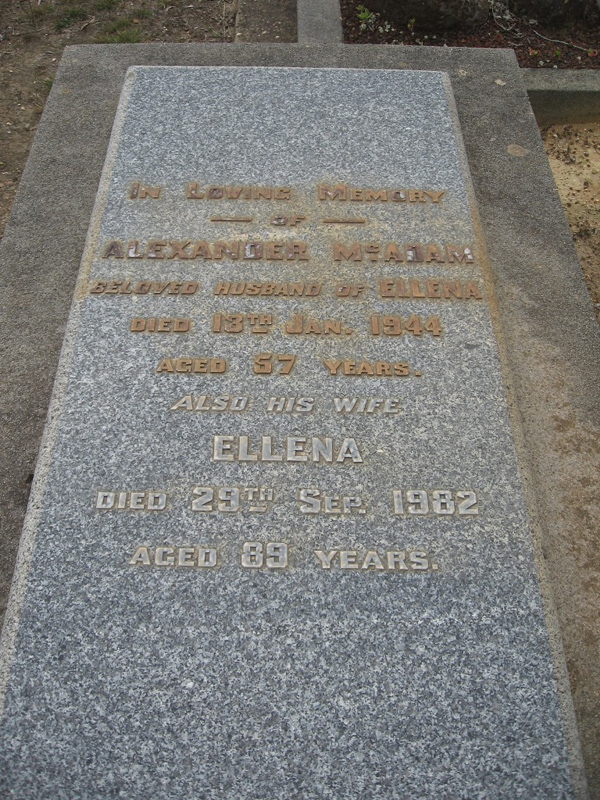 In Loving Memory
— OF —
ALEXANDER McADAM
BELOVED HUSBAND OF ELLENA
DIED 13TH JAN. 1944
AGED 57 YEARS.
ALSO HIS WIFE
ELLENA
DIED 29TH SEP. 1982
AGED 89 YEARS.